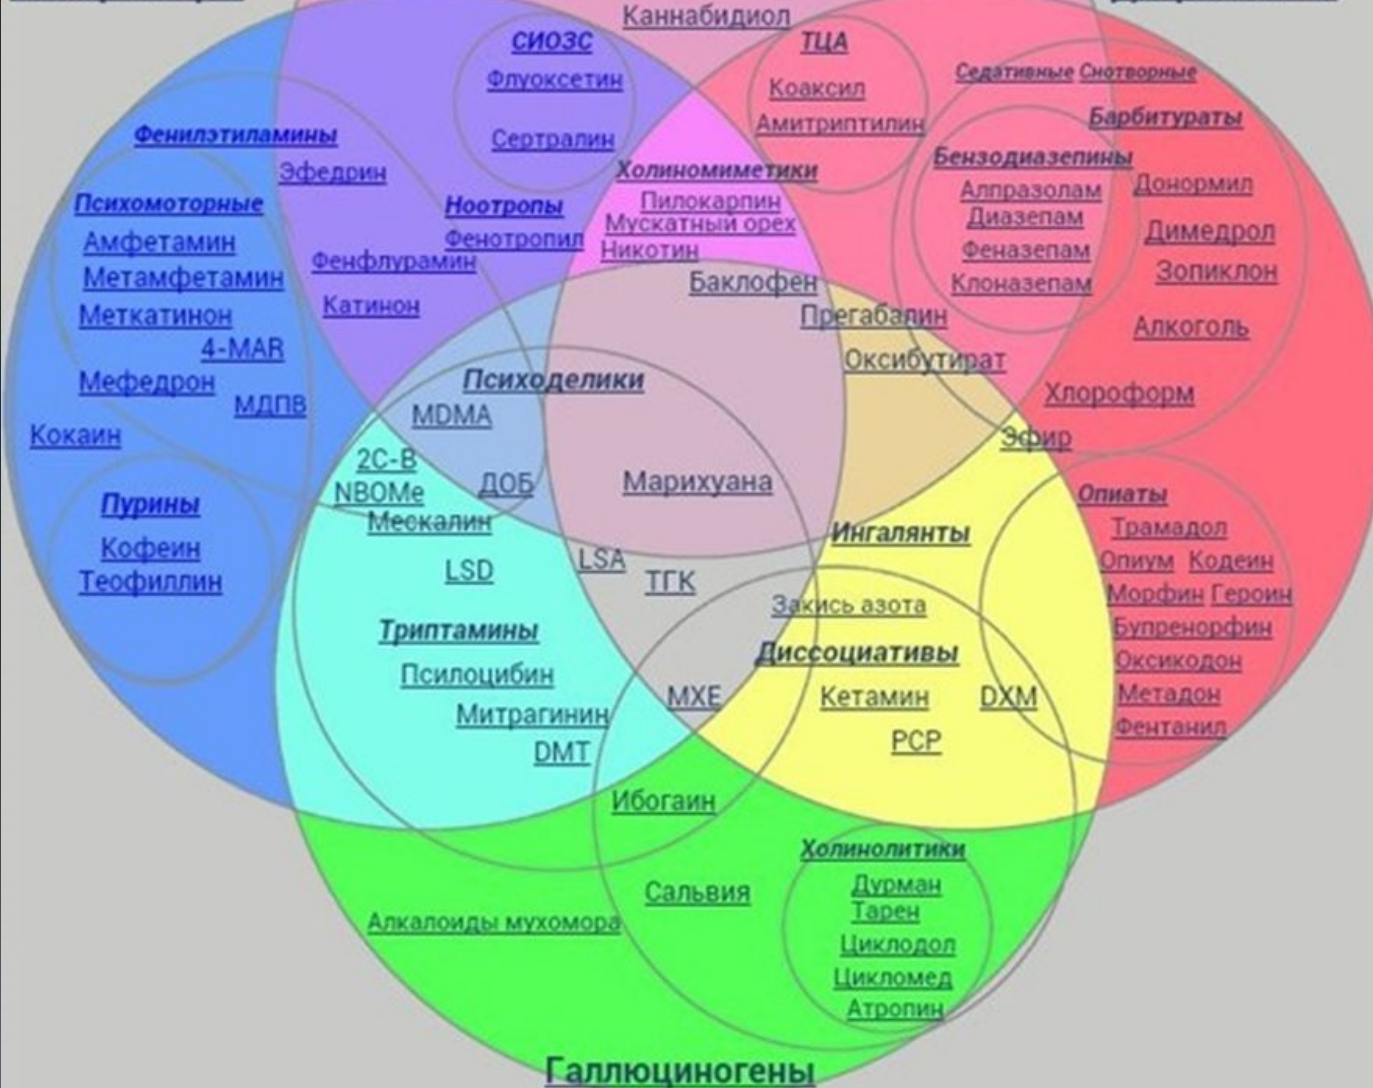 Каннабидиол
СИОЗС
Флуоксетин
Сертралин
ТЦА
Коаксил
Амитриптилин
Седативные Снотворные
Барбитураты
Бензодиазепины
Алпразолам
Диазепам
Феназепам
Клоназепам
Донормил
Димедрол
Зопиклон
Алкоголь
Хлороформ
Эфир
Фенилэтиламины
Эфедрин
Психомоторные
Амфетамин
Метамфетамин
Меткатинон
4-MAR
Мефедрон
МДПВ
Кокаин
Ноотропы
Фенотропил
Фенфлурамин
Катинон
Холиномиметики
Пилокарпин
Мускатный орех
Никотин
Баклофен
Прегабалин
Оксибутират
Психоделики
MDMA
2C-B
NBOMe
ДОБ
Мескалин
Марихуана
Пурины
Кофеин
Теофиллин
LSD
LSA
ТГК
Ингалянты
Закись азота
Опиаты
Трамадол
Опиум Кодеин
Морфин Героин
Бупренорфин
Оксикодон
Метадон
Фентанил
Триптамины
Псилоцибин
Митрагинин
DMT
Диссоциативы
MXE
Кетамин
DXM
PCP
Ибогаин
Сальвия
Алкалоиды мухомора
Холинолитики
Дурман
Тарен
Циклодол
Цикломед
Атропин
Галлюциногены